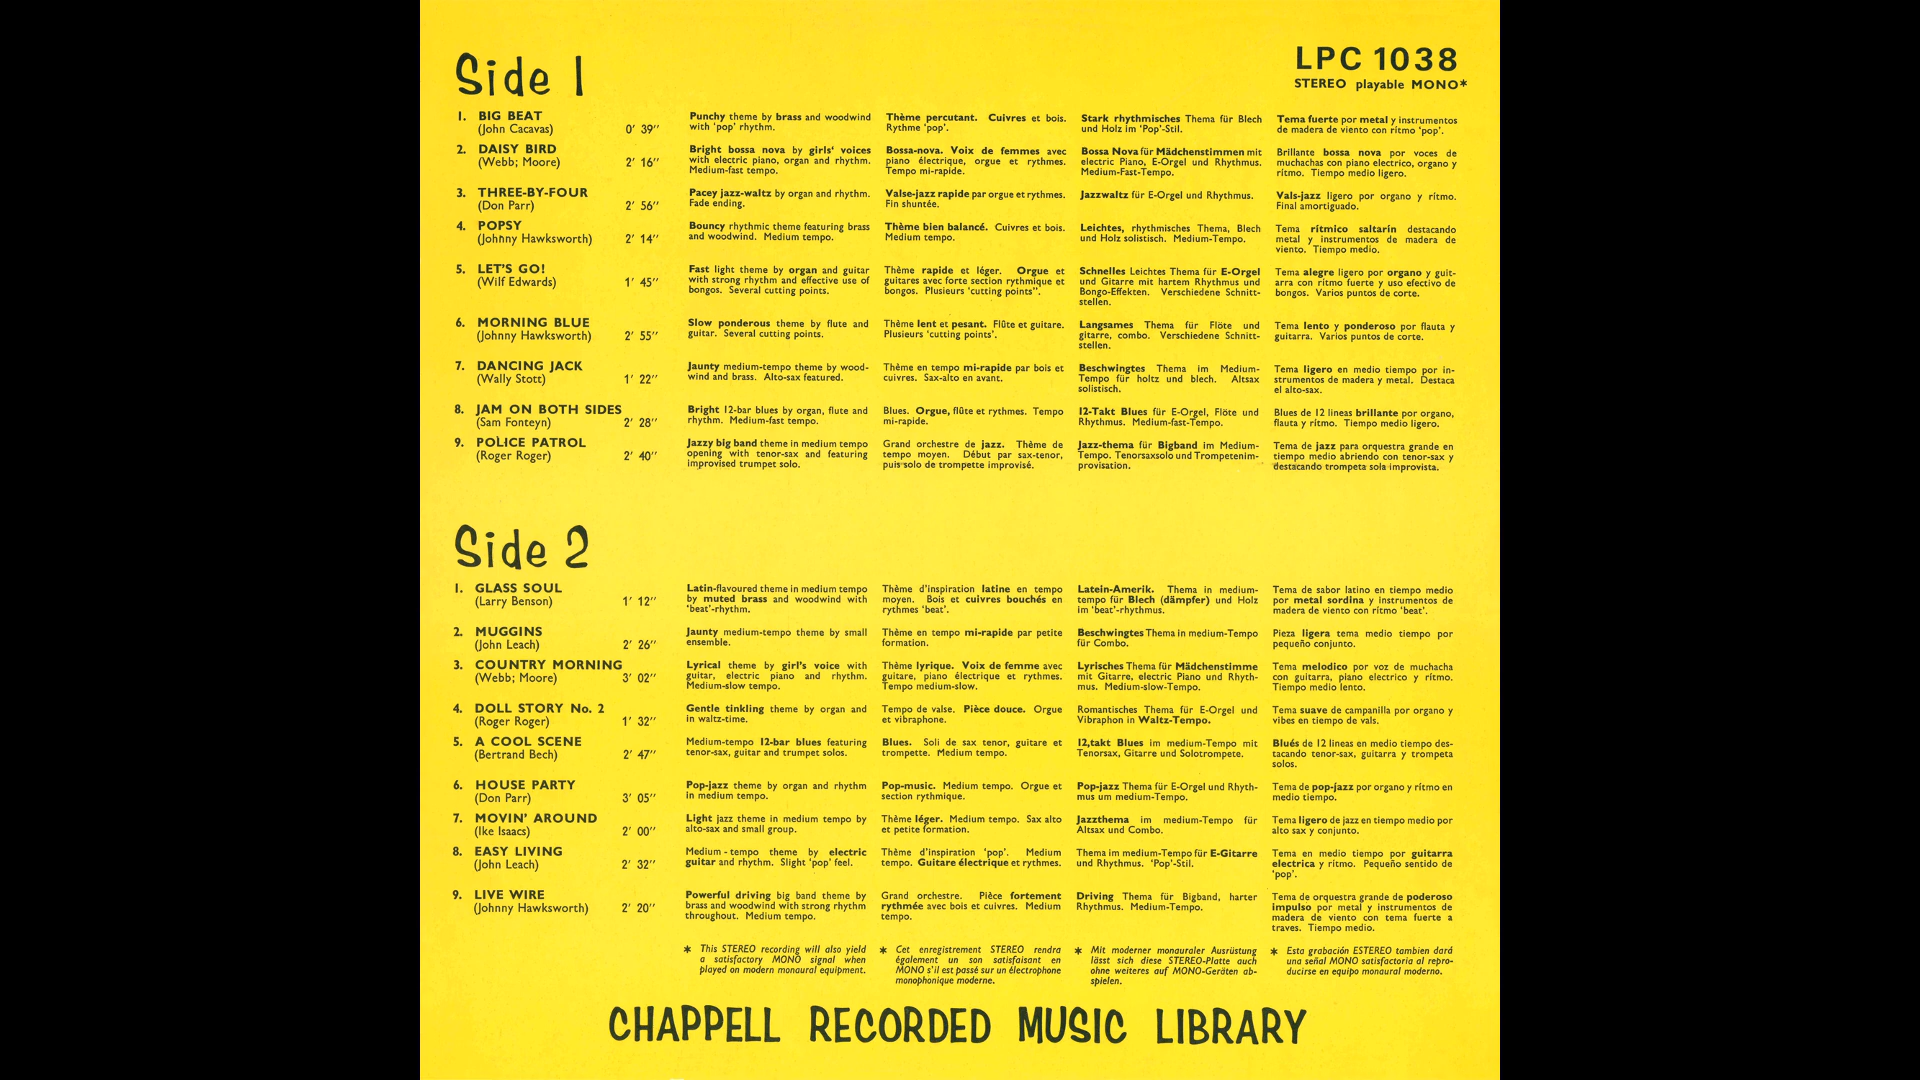 Side 1
LPC 1038
STEREO playable MONO*
1. BIG BEAT
(John Cacavas) 0′ 39″
Punchy theme by brass and woodwind
with ‘pop’ rhythm.
Thème percutant. Cuivres et bois.
Rythme ‘pop’.
Stark rhythmisches Thema für Blech
und Holz im ‘Pop’-Stil.
Tema fuerte por metal y instrumentos
de madera de viento con rítmo ‘pop’.
2. DAISY BIRD
(Webb; Moore) 2′ 16″
Bright bossa nova by girls‘ voices
with electric piano, organ and rhythm.
Medium-fast tempo.
Bossa-nova. Voix de femmes avec
piano électrique, orgue et rythmes.
Tempo mi-rapide.
Bossa Nova für Mädchenstimmen mit
electric Piano, E-Orgel und Rhythmus.
Medium-Fast-Tempo.
Brillante bossa nova por voces de
muchachas con piano electrico, organo y
rítmo. Tiempo medio ligero.
3. THREE-BY-FOUR
(Don Parr) 2′ 56″
Pacey jazz-waltz by organ and rhythm.
Fade ending.
Valse-jazz rapide par orgue et rythmes.
Fin shuntée.
Jazzwaltz für E-Orgel und Rhythmus.
Vals-jazz ligero por organo y rítmo.
Final amortiguado.
4. POPSY
(Johnny Hawksworth) 2′ 14″
Bouncy rhythmic theme featuring brass
and woodwind. Medium tempo.
Thème bien balancé. Cuivres et bois.
Medium tempo.
Leichtes, rhythmisches Thema, Blech
und Holz solistisch. Medium-Tempo.
Tema rítmico saltarín destacando
metal y instrumentos de madera de
viento. Tiempo medio.
5. LET’S GO!
(Wilf Edwards) 1′ 45″
Fast light theme by organ and guitar
with strong rhythm and effective use of
bongos. Several cutting points.
Thème rapide et léger. Orgue et
guitares avec forte section rythmique et
bongos. Plusieurs ‘cutting points”.
Schnelles Leichtes Thema für E-Orgel
und Gitarre mit hartem Rhythmus und
Bongo-Effekten. Verschiedene Schnitt-
stellen.
Tema alegre ligero por organo y guit-
arra con rítmo fuerte y uso efectivo de
bongos. Varios puntos de corte.
6. MORNING BLUE
(Johnny Hawksworth) 2′ 55″
Slow ponderous theme by flute and
guitar. Several cutting points.
Thème lent et pesant. Flûte et guitare.
Plusieurs ‘cutting points’.
Langsames Thema für Flöte und
gitarre, combo. Verschiedene Schnitt-
stellen.
Tema lento y ponderoso por flauta y
guitarra. Varios puntos de corte.
7. DANCING JACK
(Wally Stott) 1′ 22″
Jaunty medium-tempo theme by wood-
wind and brass. Alto-sax featured.
Thème en tempo mi-rapide par bois et
cuivres. Sax-alto en avant.
Beschwingtes Thema im Medium-
Tempo für holtz und blech. Altsax
solistisch.
Tema ligero en medio tiempo por in-
strumentos de madera y metal. Destaca
el alto-sax.
8. JAM ON BOTH SIDES
(Sam Fonteyn) 2′ 28″
Bright 12-bar blues by organ, flute and
rhythm. Medium-fast tempo.
Blues. Orgue, flûte et rythmes. Tempo
mi-rapide.
12-Takt Blues für E-Orgel, Flöte und
Rhythmus. Medium-fast-Tempo.
Blues de 12 lineas brillante por organo,
flauta y rítmo. Tiempo medio ligero.
9. POLICE PATROL
(Roger Roger) 2′ 40″
Jazzy big band theme in medium tempo
opening with tenor-sax and featuring
improvised trumpet solo.
Grand orchestre de jazz. Thème de
tempo moyen. Début par sax-tenor,
puis solo de trompette improvisé.
Jazz-thema für Bigband im Medium-
Tempo. Tenorsaxsolo und Trompetenim-
provisation.
Tema de jazz para orquestra grande en
tiempo medio abriendo con tenor-sax y
destacando trompeta sola improvista.
Side 2
1. GLASS SOUL
(Larry Benson) 1′ 12″
Latin-flavoured theme in medium tempo
by muted brass and woodwind with
‘beat’-rhythm.
Thème d’inspiration latine en tempo
moyen. Bois et cuivres bouchés en
rythmes ‘beat’.
Latein-Amerik. Thema in medium-
tempo für Blech (dämpfer) und Holz
im ‘beat’-rhythmus.
Tema de sabor latino en tiempo medio
por metal sordina y instrumentos de
madera de viento con rítmo ‘beat’.
2. MUGGINS
(John Leach) 2′ 26″
Jaunty medium-tempo theme by small
ensemble.
Thème en tempo mi-rapide par petite
formation.
Beschwingtes Thema in medium-Tempo
für Combo.
Pieza ligera tema medio tiempo por
pequeño conjunto.
3. COUNTRY MORNING
(Webb; Moore) 3′ 02″
Lyrical theme by girl’s voice with
guitar, electric piano and rhythm.
Medium-slow tempo.
Thème lyrique. Voix de femme avec
guitare, piano électrique et rythmes.
Tempo medium-slow.
Lyrisches Thema für Mädchenstimme
mit Gitarre, electric Piano und Rhyth-
mus. Medium-slow-Tempo.
Tema melodico por voz de muchacha
con guitarra, piano electrico y rítmo.
Tiempo medio lento.
4. DOLL STORY No. 2
(Roger Roger) 1′ 32″
Gentle tinkling theme by organ and
in waltz-time.
Tempo de valse. Pièce douce. Orgue
et vibraphone.
Romantisches Thema für E-Orgel und
Vibraphon in Waltz-Tempo.
Tema suave de campanilla por organo y
vibes en tiempo de vals.
5. A COOL SCENE
(Bertrand Bech) 2′ 47″
Medium-tempo 12-bar blues featuring
tenor-sax, guitar and trumpet solos.
Blues. Soli de sax tenor, guitare et
trompette. Medium tempo.
12,takt Blues im medium-Tempo mit
Tenorsax, Gitarre und Solotrompete.
Blués de 12 lineas en medio tiempo des-
tacando tenor-sax, guitarra y trompeta
solos.
6. HOUSE PARTY
(Don Parr) 3′ 05″
Pop-jazz theme by organ and rhythm
in medium tempo.
Pop-music. Medium tempo. Orgue et
section rythmique.
Pop-jazz Thema für E-Orgel und Rhyth-
mus um medium-Tempo.
Tema de pop-jazz por organo y rítmo en
medio tiempo.
7. MOVIN’ AROUND
(Ike Isaacs) 2′ 00″
Light jazz theme in medium tempo by
alto-sax and small group.
Thème léger. Medium tempo. Sax alto
et petite formation.
Jazzthema im medium-Tempo für
Altsax und Combo.
Tema ligero de jazz en tiempo medio por
alto sax y conjunto.
8. EASY LIVING
(John Leach) 2′ 32″
Medium-tempo theme by electric
guitar and rhythm. Slight ‘pop’ feel.
Thème d’inspiration ‘pop’. Medium
tempo. Guitare électrique et rythmes.
Thema im medium-Tempo für E-Gitarre
und Rhythmus. ‘Pop’-Stil.
Tema en medio tiempo por guitarra
electrica y rítmo. Pequeño sentido de
‘pop’.
9. LIVE WIRE
(Johnny Hawksworth) 2′ 20″
Powerful driving big band theme by
brass and woodwind with strong rhythm
throughout. Medium tempo.
Grand orchestre. Pièce fortement
rythmée avec bois et cuivres. Medium
tempo.
Driving Thema für Bigband, harter
Rhythmus. Medium-Tempo.
Tema de orquestra grande de poderoso
impulso por metal y instrumentos de
madera de viento con tema fuerte a
traves. Tiempo medio.
* This STEREO recording will also yield
a satisfactory MONO signal when
played on modern monaural equipment.
* Cet enregistrement STEREO rendra
également un son satisfaisant en
MONO s’il est passé sur un électrophone
monophonique moderne.
* Mit moderner monauraler Ausrüstung
lässt sich diese STEREO-Platte auch
ohne weiteres auf MONO-Geräten ab-
spielen.
* Esta grabación ESTEREO tambien dará
una señal MONO satisfactoria al repro-
ducirse en equipo monaural moderno.
CHAPPELL RECORDED MUSIC LIBRARY